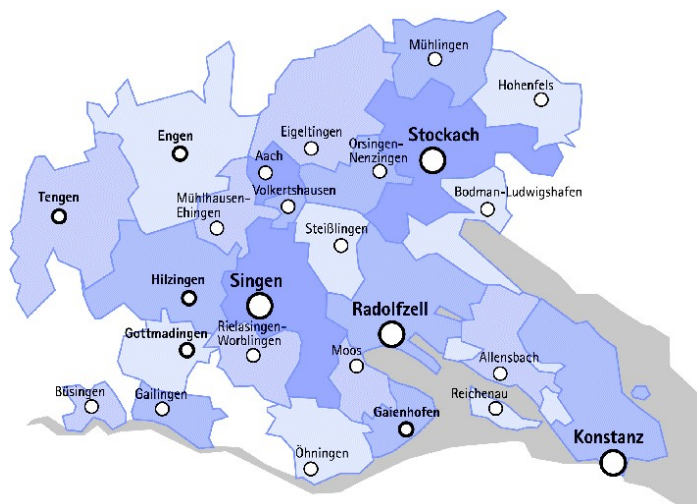 Mühlingen
Hohenfels
Engen
Eigeltingen
Stockach
Orsingen-
Nenzingen
Aach
Tengen
Mühlhausen-
Ehingen
Volkertshausen
Bodman-Ludwigshafen
Steißlingen
Hilzingen
Singen
Radolfzell
Gottmadingen
Rielasingen-
Worblingen
Moos
Allensbach
Büsingen
Gailingen
Reichenau
Gaienhofen
Konstanz
Öhningen